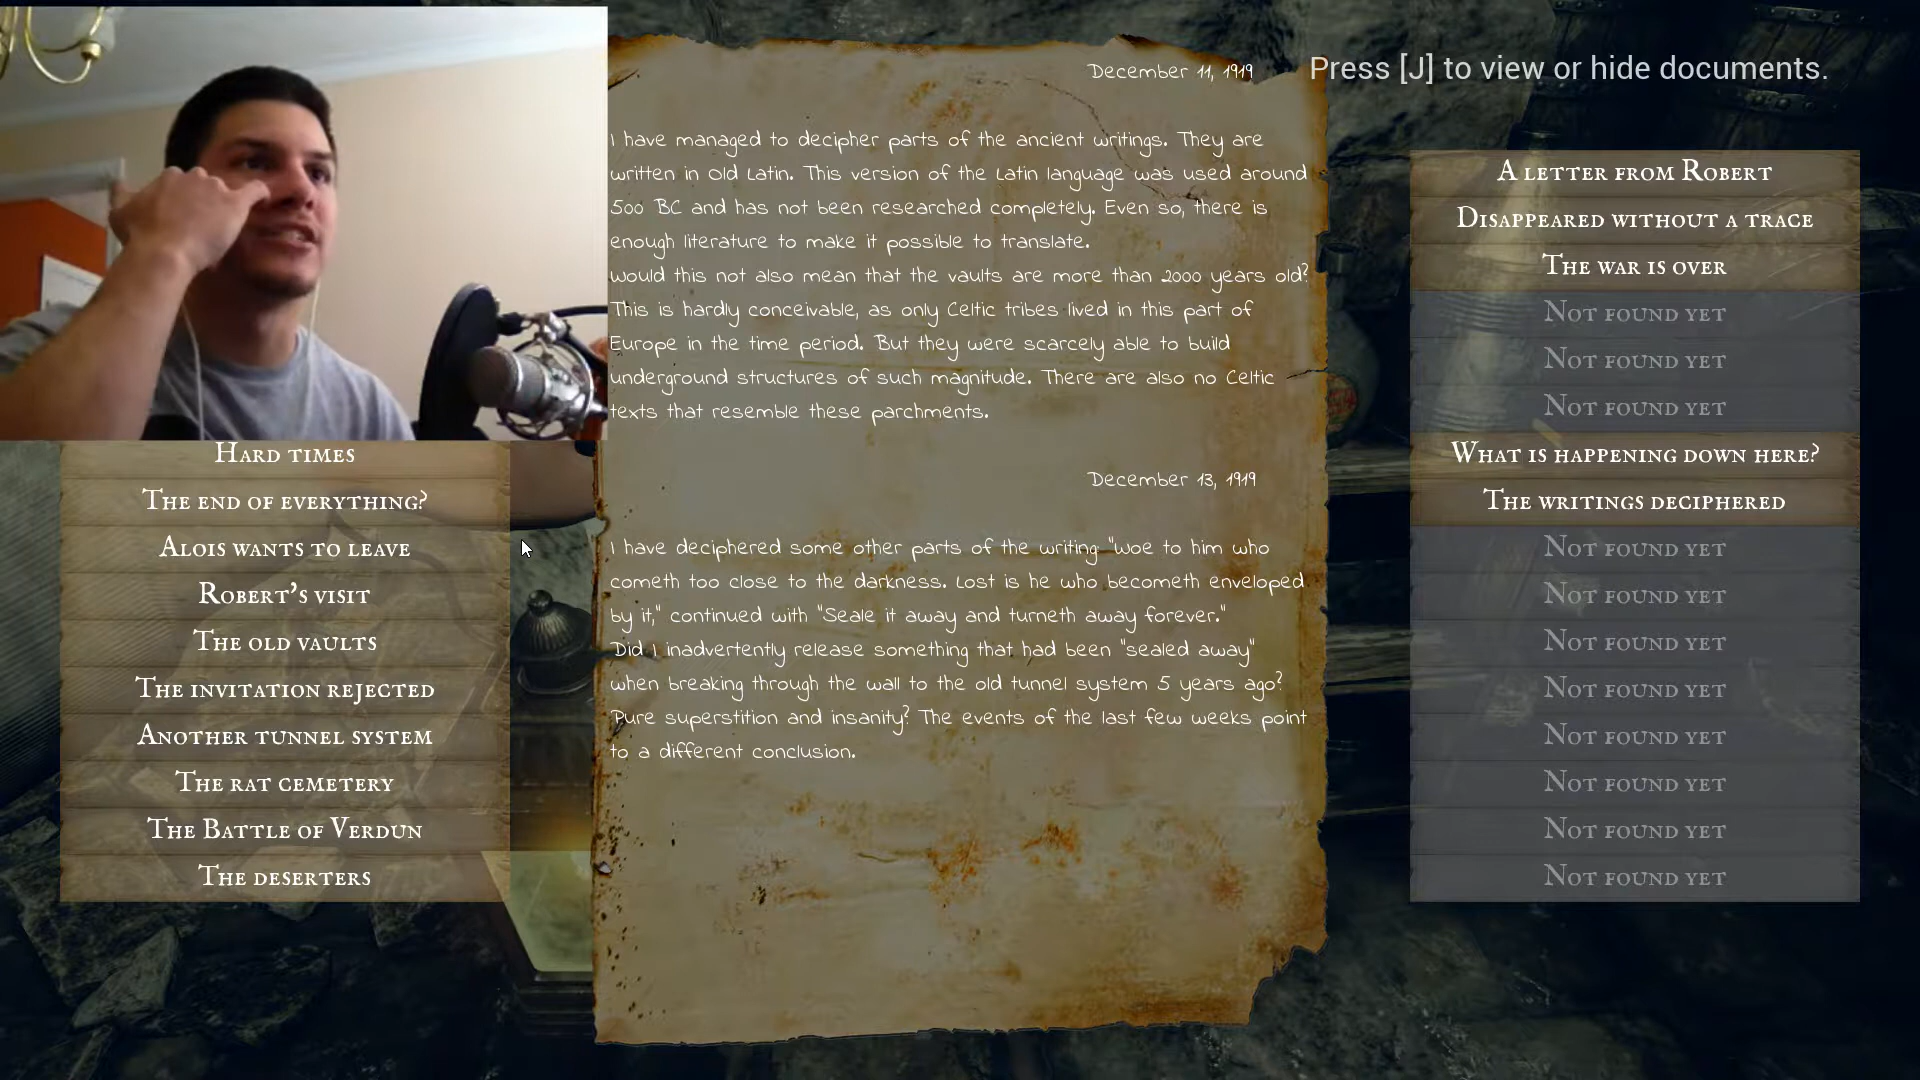 Press [J] to view or hide documents.
December 11, 1919
I have managed to decipher parts of the ancient writings. They are
written in Old Latin. This version of the Latin language was used around
500 BC and has not been researched completely. Even so, there is
enough literature to make it possible to translate.
Would this not also mean that the vaults are more than 2000 years old?
This is hardly conceivable, as only Celtic tribes lived in this part of
Europe in the time period. But they were scarcely able to build
underground structures of such magnitude. There are also no Celtic
texts that resemble these parchments.
December 13, 1919
I have deciphered some other parts of the writing: "Woe to him who
cometh too close to the darkness. Lost is he who becometh enveloped
by it," continued with "Seale it away and turneth away forever."
Did I inadvertently release something that had been "sealed away"
when breaking through the wall to the old tunnel system 5 years ago?
Pure superstition and insanity? The events of the last few weeks point
to a different conclusion.
Hard times
The end of everything?
Alois wants to leave
Robert's visit
The old vaults
The invitation rejected
Another tunnel system
The rat cemetery
The Battle of Verdun
The deserters
A letter from Robert
Disappeared without a trace
The war is over
Not found yet
Not found yet
Not found yet
What is happening down here?
The writings deciphered
Not found yet
Not found yet
Not found yet
Not found yet
Not found yet
Not found yet
Not found yet
Not found yet